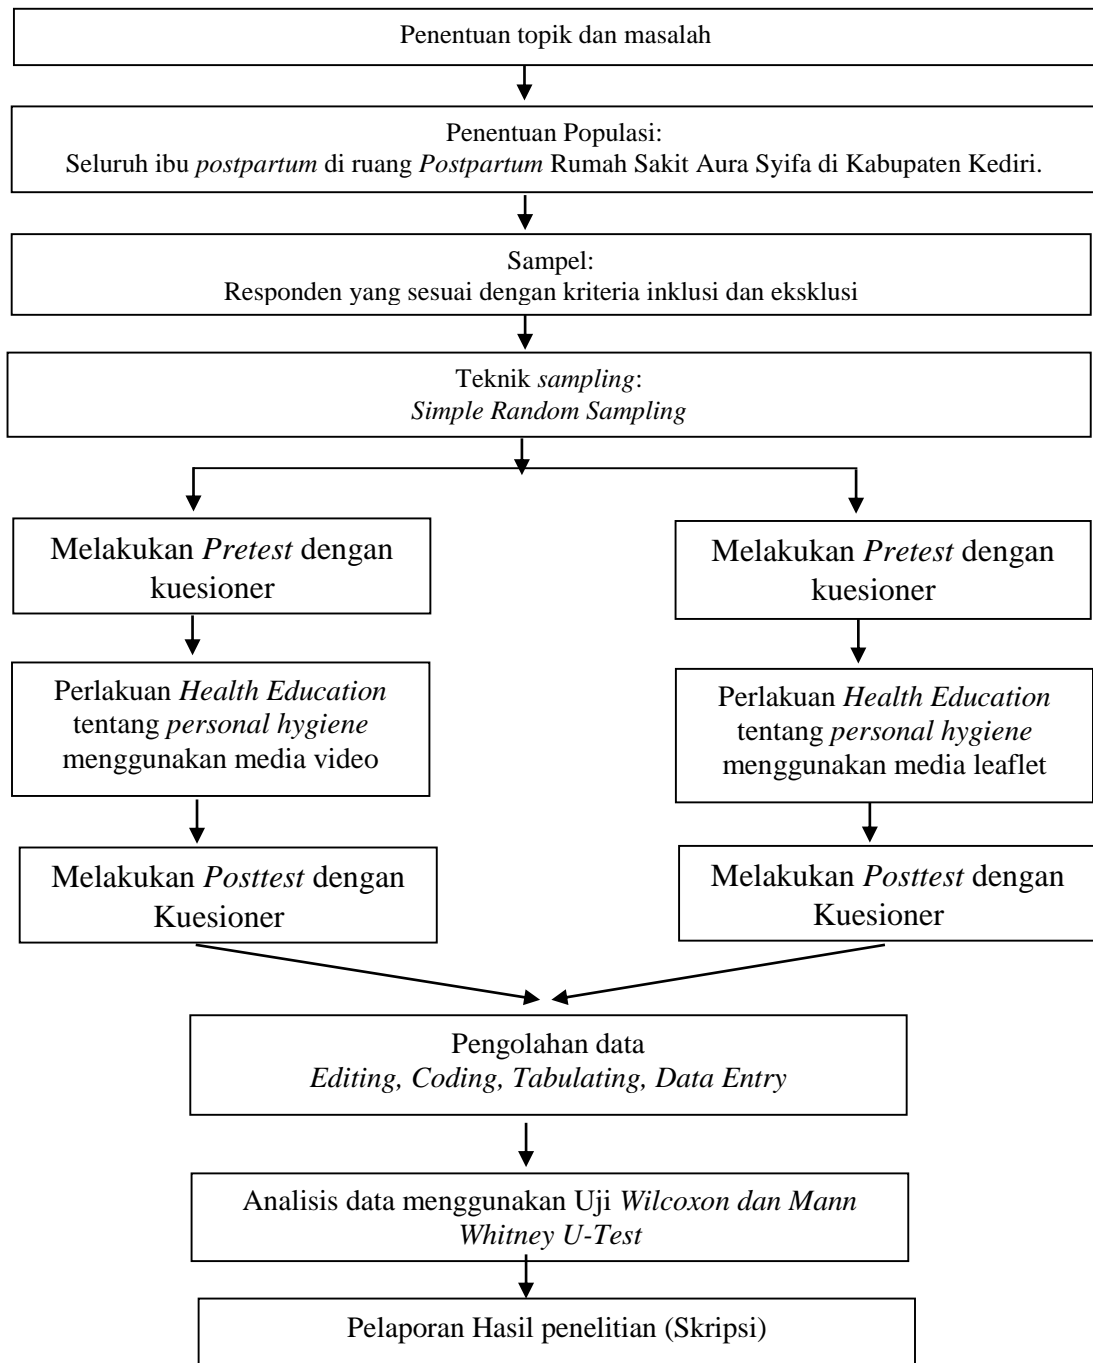 Penentuan topik dan masalah
Penentuan Populasi:
Seluruh ibu postpartum di ruang Postpartum Rumah Sakit Aura Syifa di Kabupaten Kediri.
Sampel:
Responden yang sesuai dengan kriteria inklusi dan eksklusi
Teknik sampling:
Simple Random Sampling
Melakukan Pretest dengan
kuesioner
Perlakuan Health Education
tentang personal hygiene
menggunakan media video
Melakukan Posttest dengan
Kuesioner
Melakukan Pretest dengan
kuesioner
Perlakuan Health Education
tentang personal hygiene
menggunakan media leaflet
Melakukan Posttest dengan
Kuesioner
Pengolahan data
Editing, Coding, Tabulating, Data Entry
Analisis data menggunakan Uji Wilcoxon dan Mann
Whitney U-Test
Pelaporan Hasil penelitian (Skripsi)